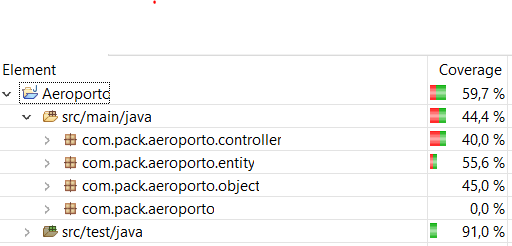 Element Coverage
Aeroporto 59,7 %
src/main/java 44,4 %
com.pack.aeroporto.controller 40,0 %
com.pack.aeroporto.entity 55,6 %
com.pack.aeroporto.object 45,0 %
com.pack.aeroporto 0,0 %
src/test/java 91,0 %